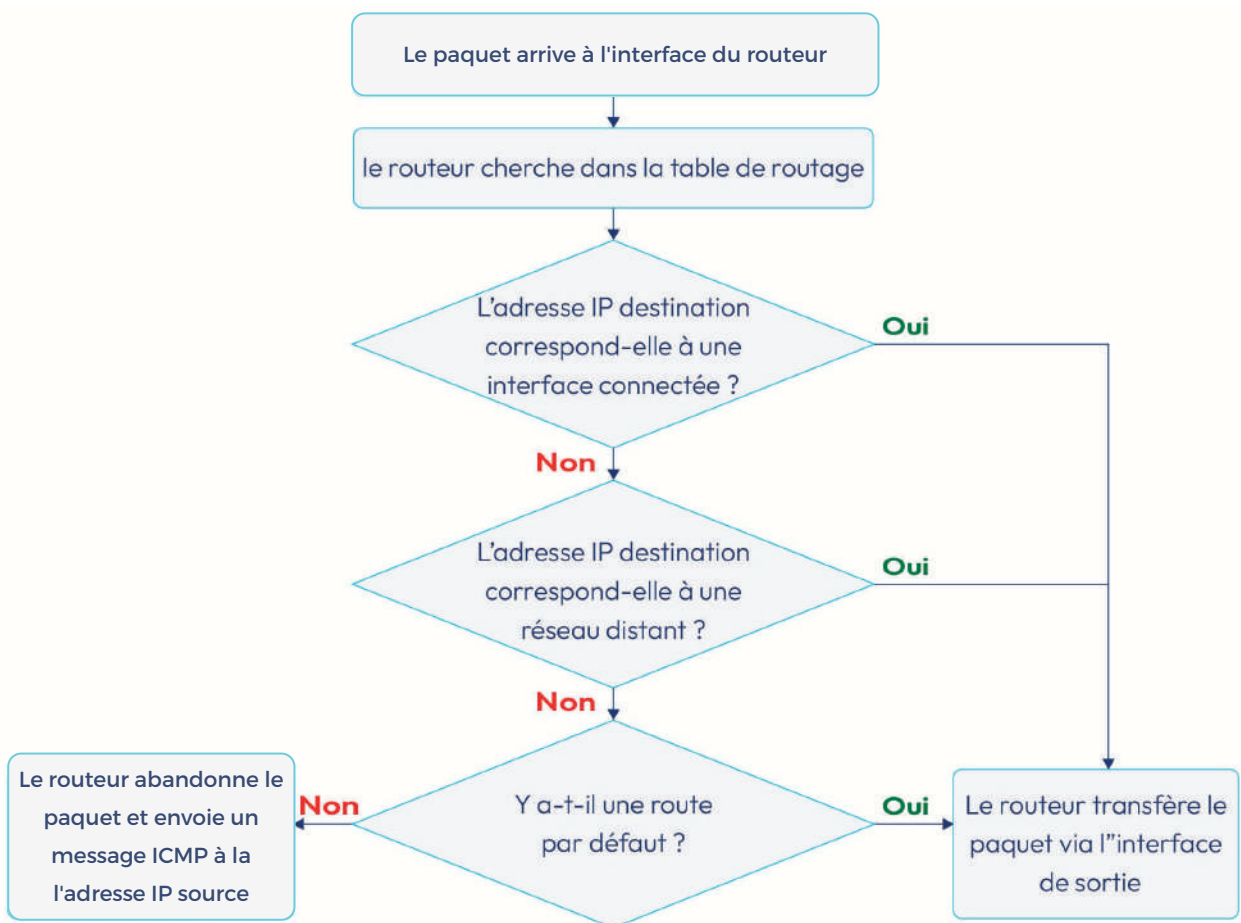 Le paquet arrive à l'interface du routeur
le routeur cherche dans la table de routage
L'adresse IP destination
correspond-elle à une
interface connectée ?
Oui
Non
L'adresse IP destination
correspond-elle à une
réseau distant ?
Oui
Non
Y a-t-il une route
par défaut ?
Non
Oui
Le routeur abandonne le
paquet et envoie un
message ICMP à la
l'adresse IP source
Le routeur transfère le
paquet via l''interface
de sortie